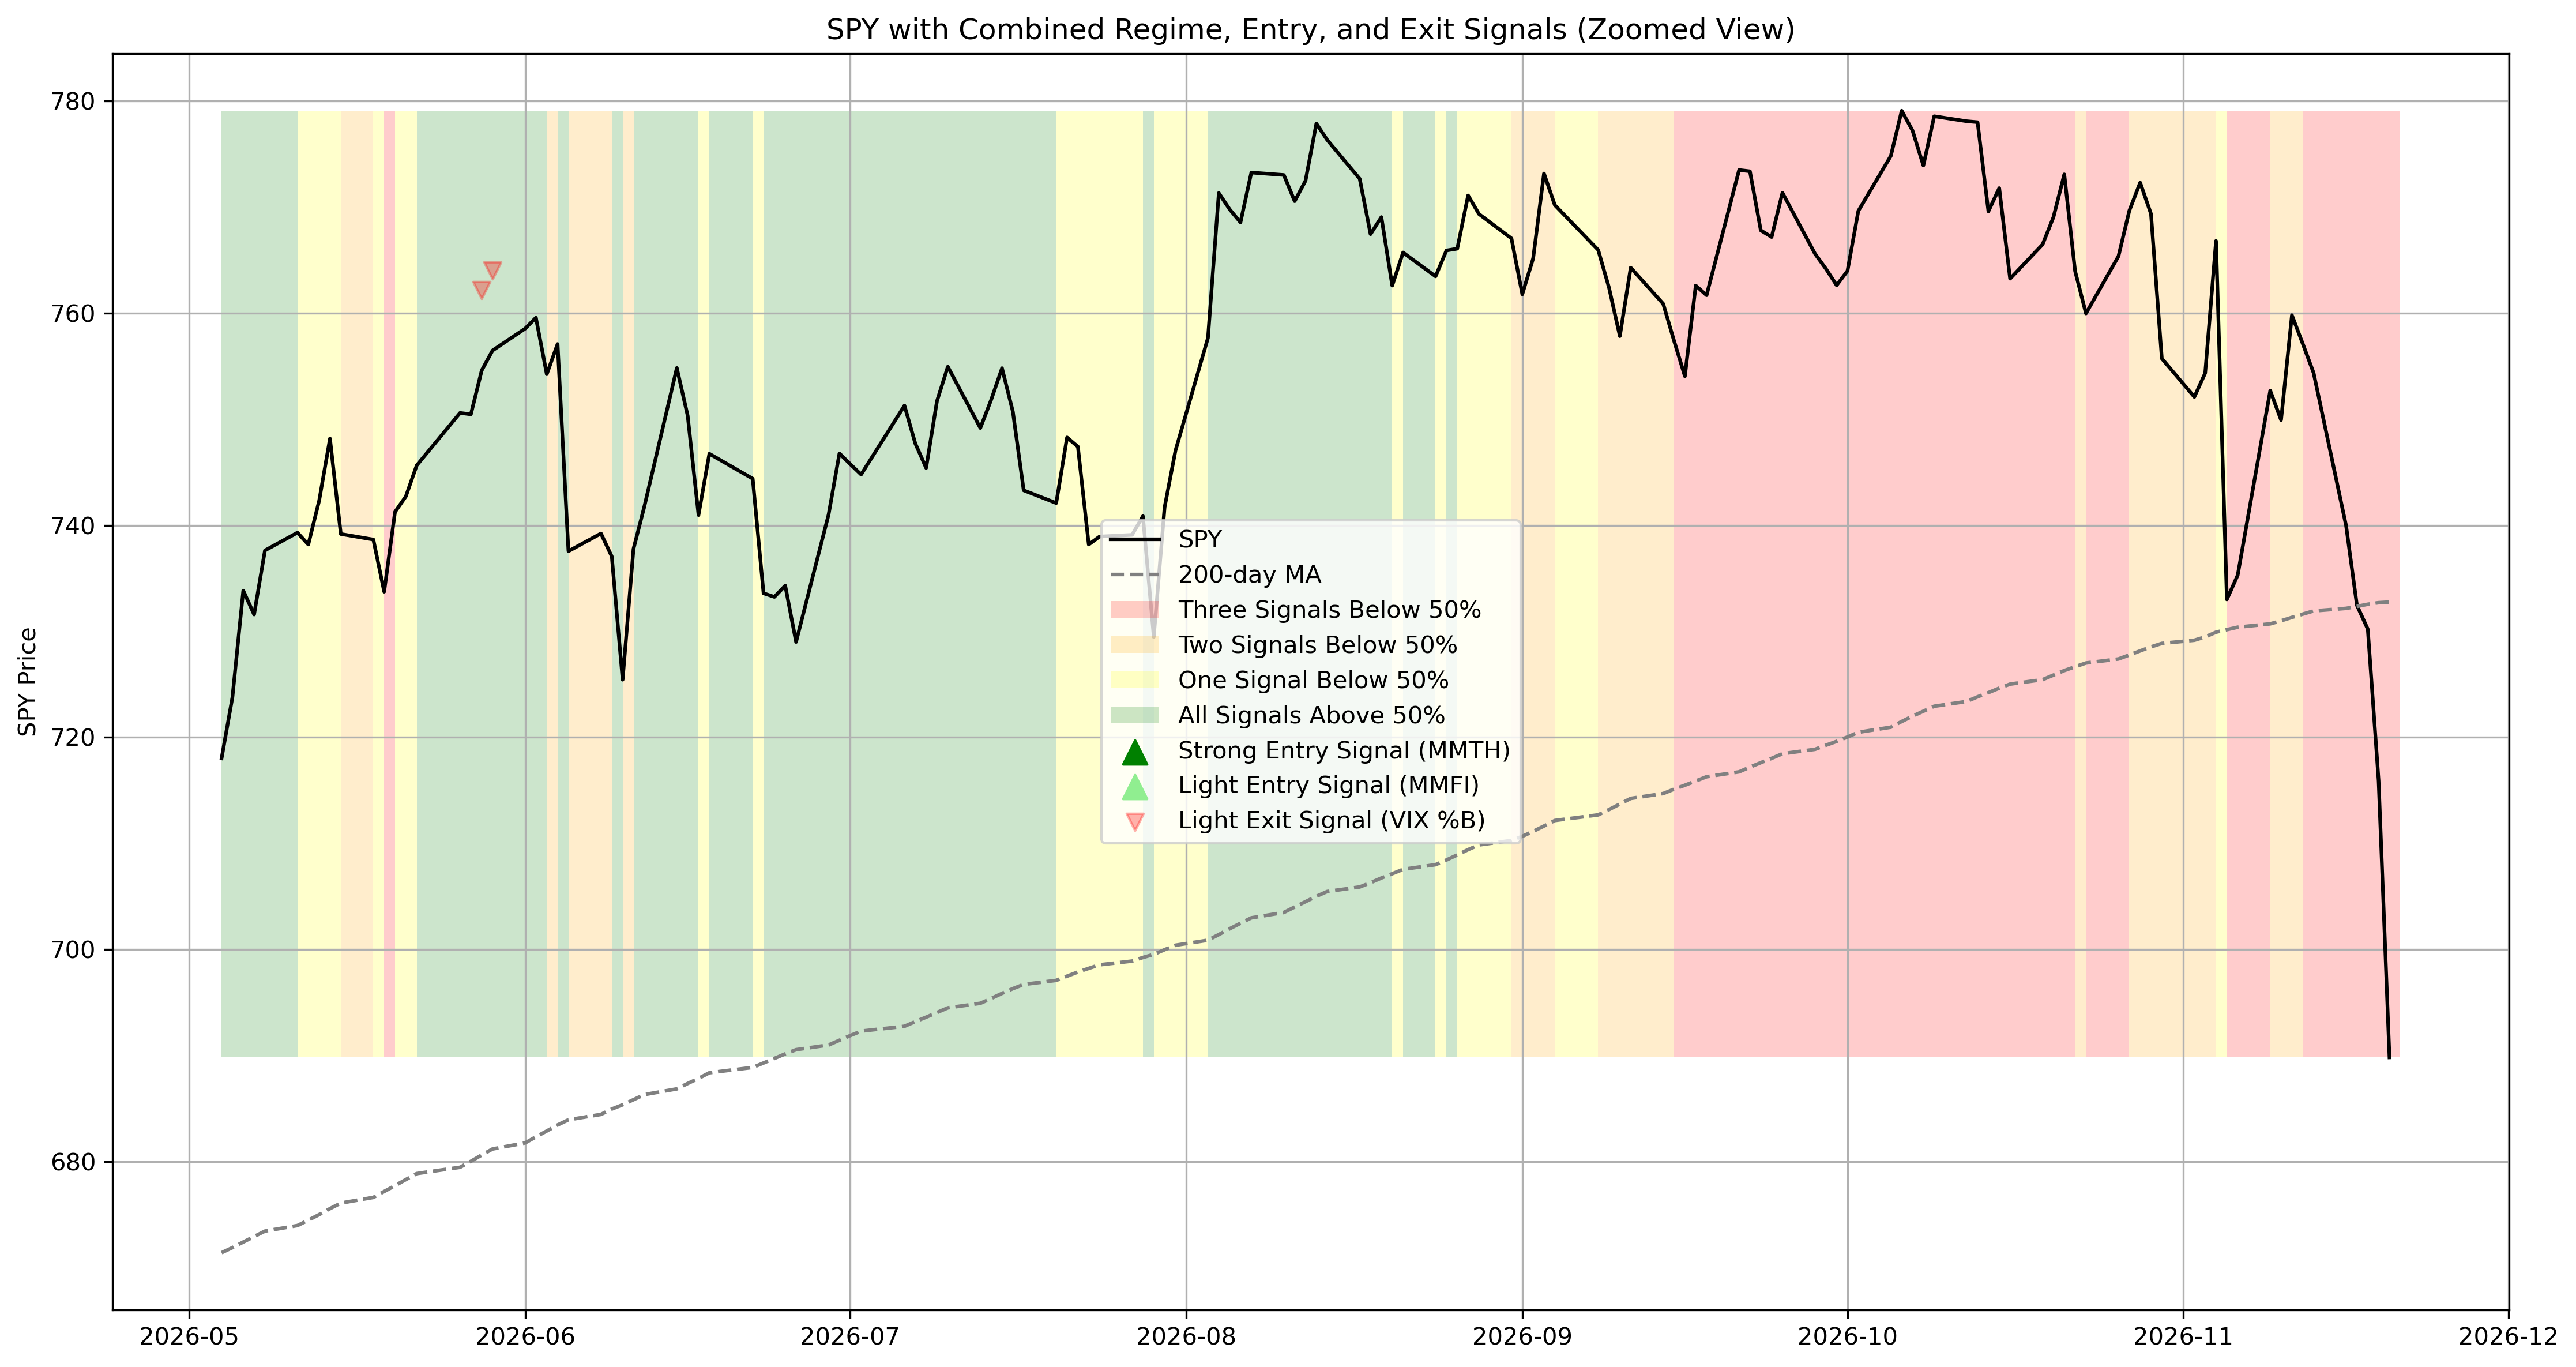 SPY with Combined Regime, Entry, and Exit Signals (Zoomed View)
SPY Price
780
760
740
720
700
680
SPY
200-day MA
Three Signals Below 50%
Two Signals Below 50%
One Signal Below 50%
All Signals Above 50%
Strong Entry Signal (MMTH)
Light Entry Signal (MMFI)
Light Exit Signal (VIX %B)
2026-05
2026-06
2026-07
2026-08
2026-09
2026-10
2026-11
2026-12